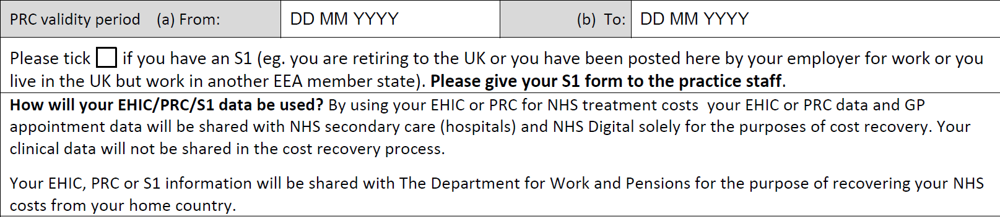 PRC validity period (a) From: DD MM YYYY (b) To: DD MM YYYY
Please tick if you have an S1 (eg. you are retiring to the UK or you have been posted here by your employer for work or you
live in the UK but work in another EEA member state). Please give your S1 form to the practice staff.
How will your EHIC/PRC/S1 data be used? By using your EHIC or PRC for NHS treatment costs your EHIC or PRC data and GP
appointment data will be shared with NHS secondary care (hospitals) and NHS Digital solely for the purposes of cost recovery. Your
clinical data will not be shared in the cost recovery process.
Your EHIC, PRC or S1 information will be shared with The Department for Work and Pensions for the purpose of recovering your NHS
costs from your home country.